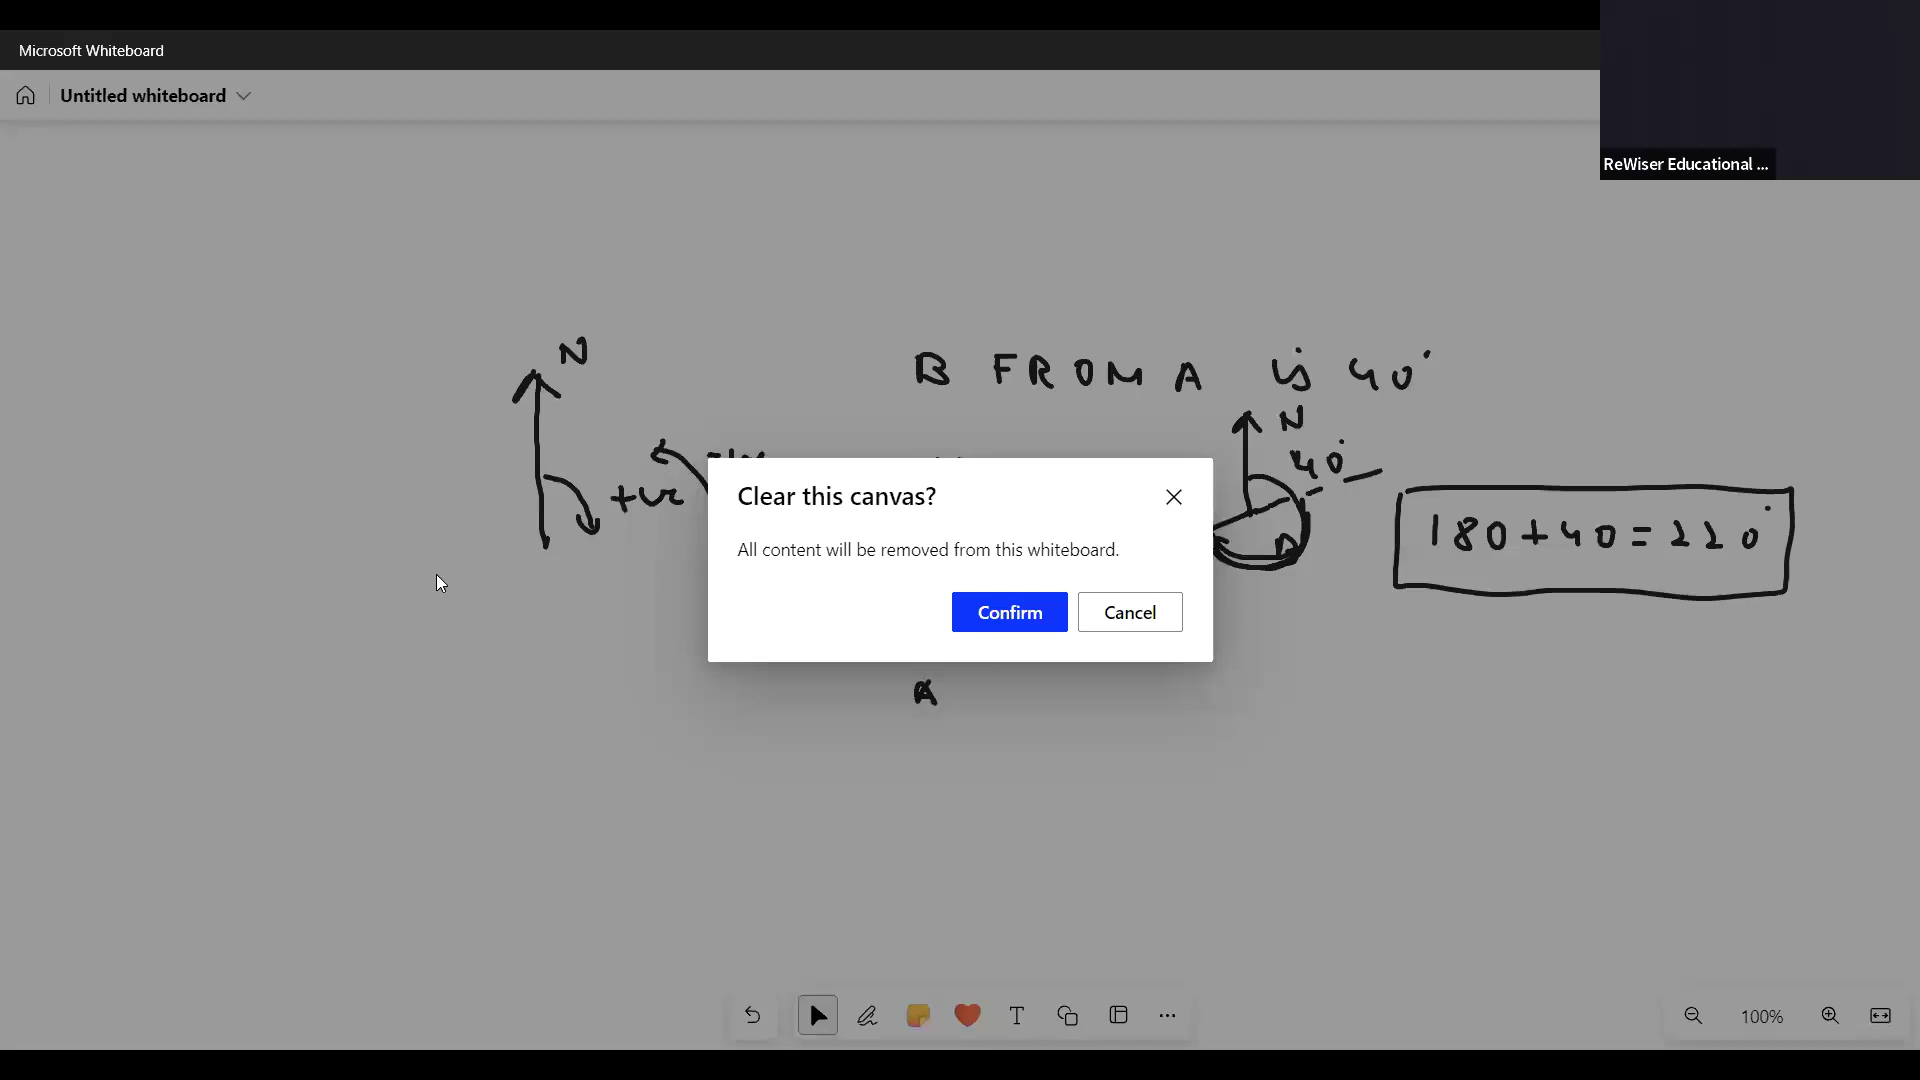 Microsoft Whiteboard
Untitled whiteboard
ReWiser Educational ...
N
B FROM A is 40°
N
40°
+ve
180+40=220°
Clear this canvas?
All content will be removed from this whiteboard.
Confirm Cancel
A
T
100%